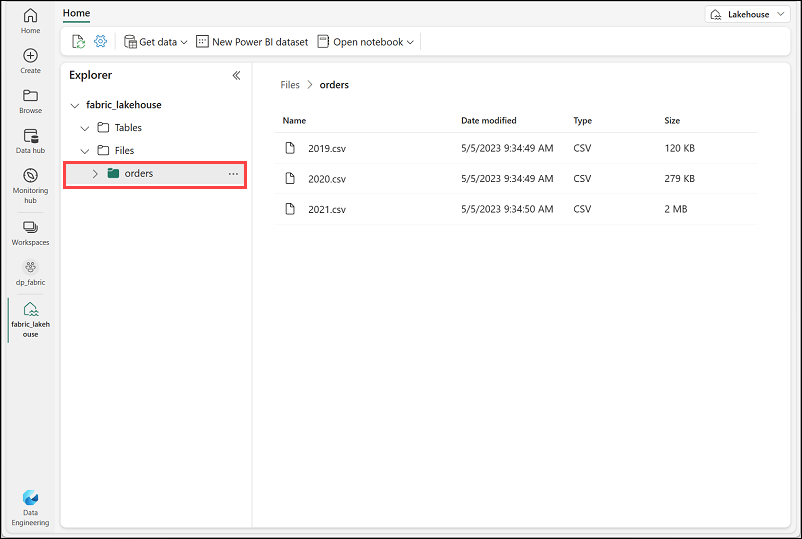 Home
Create
Browse
Data hub
Monitoring
hub
Workspaces
dp_fabric
fabric_lakeh
ouse
Data
Engineering
Home
Lakehouse
Get data
New Power BI dataset
Open notebook
Explorer
fabric_lakehouse
Tables
Files
orders
...
Files > orders
Name Date modified Type Size
2019.csv 5/5/2023 9:34:49 AM CSV 120 KB
2020.csv 5/5/2023 9:34:49 AM CSV 279 KB
2021.csv 5/5/2023 9:34:50 AM CSV 2 MB